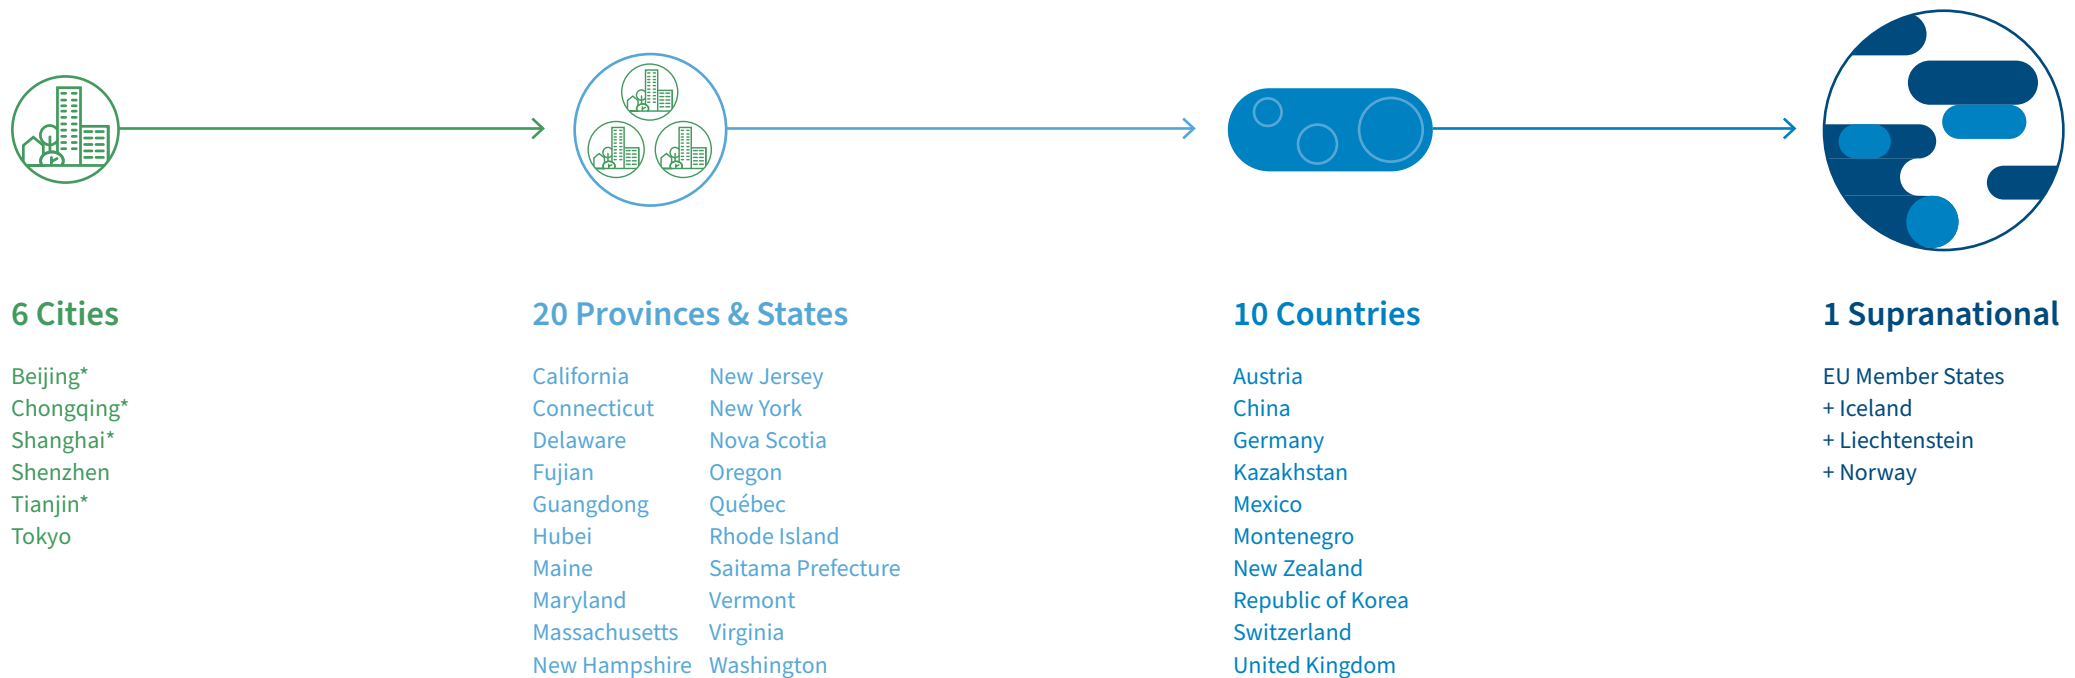 6 Cities
Beijing*
Chongqing*
Shanghai*
Shenzhen
Tianjin*
Tokyo
20 Provinces & States
California
Connecticut
Delaware
Fujian
Guangdong
Hubei
Maine
Maryland
Massachusetts
New Hampshire
New Jersey
New York
Nova Scotia
Oregon
Québec
Rhode Island
Saitama Prefecture
Vermont
Virginia
Washington
10 Countries
Austria
China
Germany
Kazakhstan
Mexico
Montenegro
New Zealand
Republic of Korea
Switzerland
United Kingdom
1 Supranational
EU Member States
+ Iceland
+ Liechtenstein
+ Norway